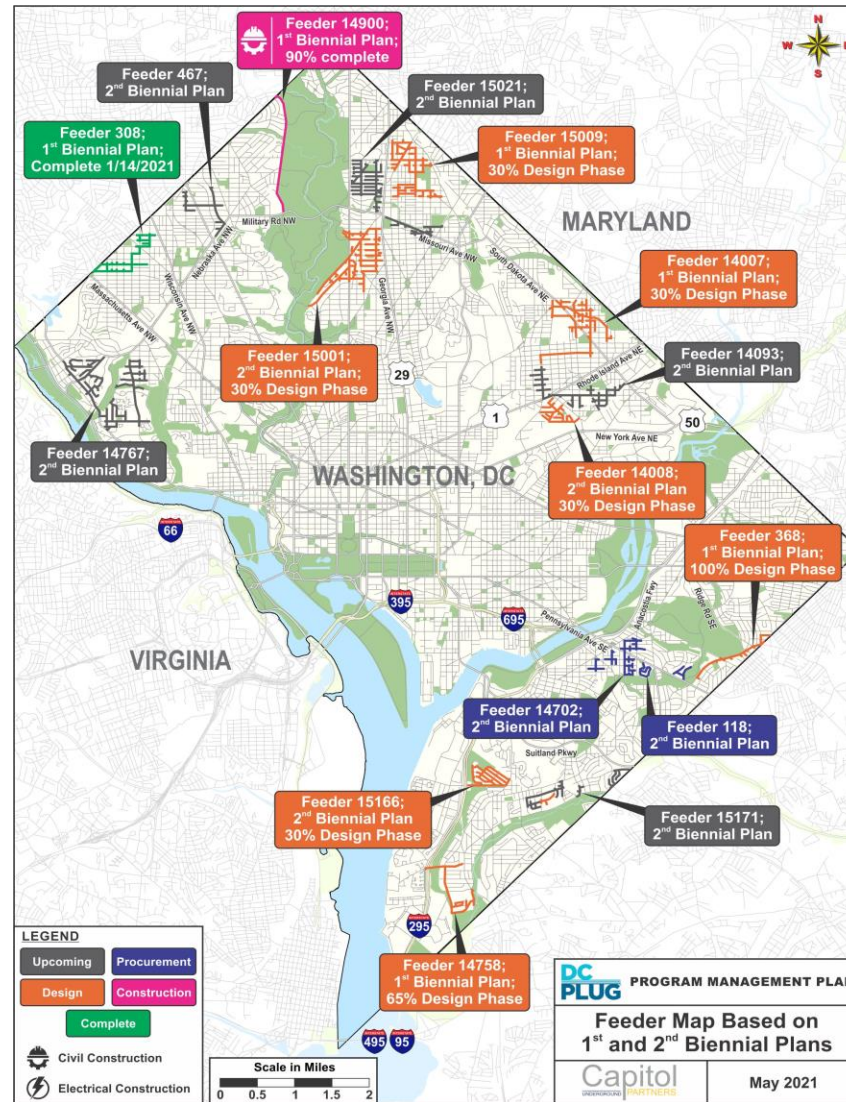 Feeder 14900;
1st Biennial Plan;
90% complete
N
W
S
Feeder 467;
2nd Biennial Plan
Feeder 15021;
2nd Biennial Plan
Feeder 308;
1st Biennial Plan;
Complete 1/14/2021
Feeder 15009;
1st Biennial Plan;
30% Design Phase
MARYLAND
Military Rd NW
Missouri Ave NW
Nebraska Ave NW
Wisconsin Ave NW
Massachusetts Ave NW
Georgia Ave NW
South Dakota Ave NE
Feeder 14007;
1st Biennial Plan;
30% Design Phase
Feeder 15001;
2nd Biennial Plan;
30% Design Phase
29
Rhode Island Ave NE
Feeder 14093;
2nd Biennial Plan
1
50
New York Ave NE
Feeder 14767;
2nd Biennial Plan
WASHINGTON, DC
Feeder 14008;
2nd Biennial Plan
30% Design Phase
INTERSTATE
66
Feeder 368;
1st Biennial Plan;
100% Design Phase
INTERSTATE
395
INTERSTATE
695
Pennsylvania Ave SE
Anacostia Fwy
Ridge Rd SE
VIRGINIA
Feeder 14702;
2nd Biennial Plan
Feeder 118;
2nd Biennial Plan
Suitland Pkwy
Feeder 15166;
2nd Biennial Plan
30% Design Phase
Feeder 15171;
2nd Biennial Plan
INTERSTATE
295
Feeder 14758;
1st Biennial Plan;
65% Design Phase
INTERSTATE INTERSTATE
495 95
LEGEND
Upcoming Procurement
Design Construction
Complete
Civil Construction
Electrical Construction
Scale in Miles
0 0.5 1 1.5 2
DC PLUG PROGRAM MANAGEMENT PLAN
Feeder Map Based on
1st and 2nd Biennial Plans
Capitol
UNDERGROUND PARTNERS
May 2021